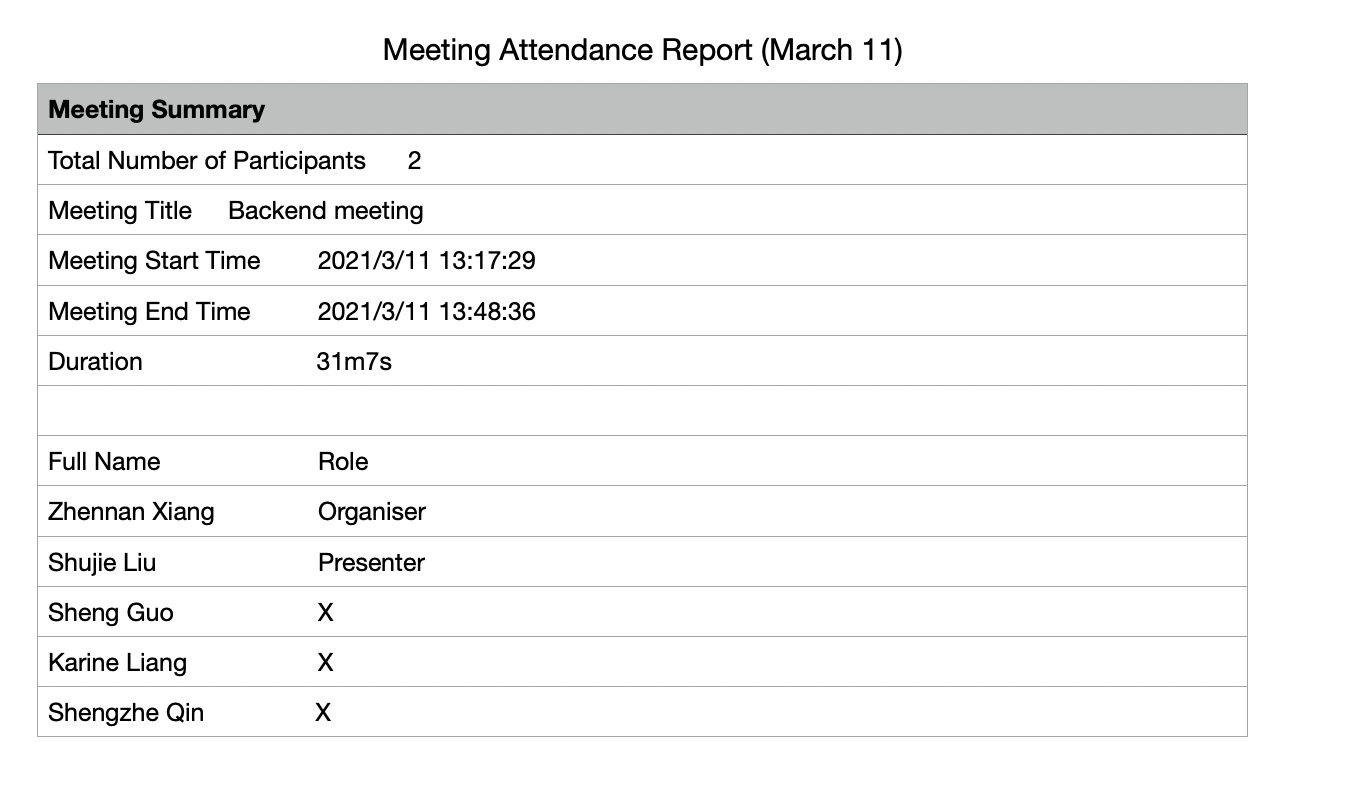 Meeting Attendance Report (March 11)
Meeting Summary
Total Number of Participants 2
Meeting Title Backend meeting
Meeting Start Time 2021/3/11 13:17:29
Meeting End Time 2021/3/11 13:48:36
Duration 31m7s
Full Name Role
Zhennan Xiang Organiser
Shujie Liu Presenter
Sheng Guo X
Karine Liang X
Shengzhe Qin X